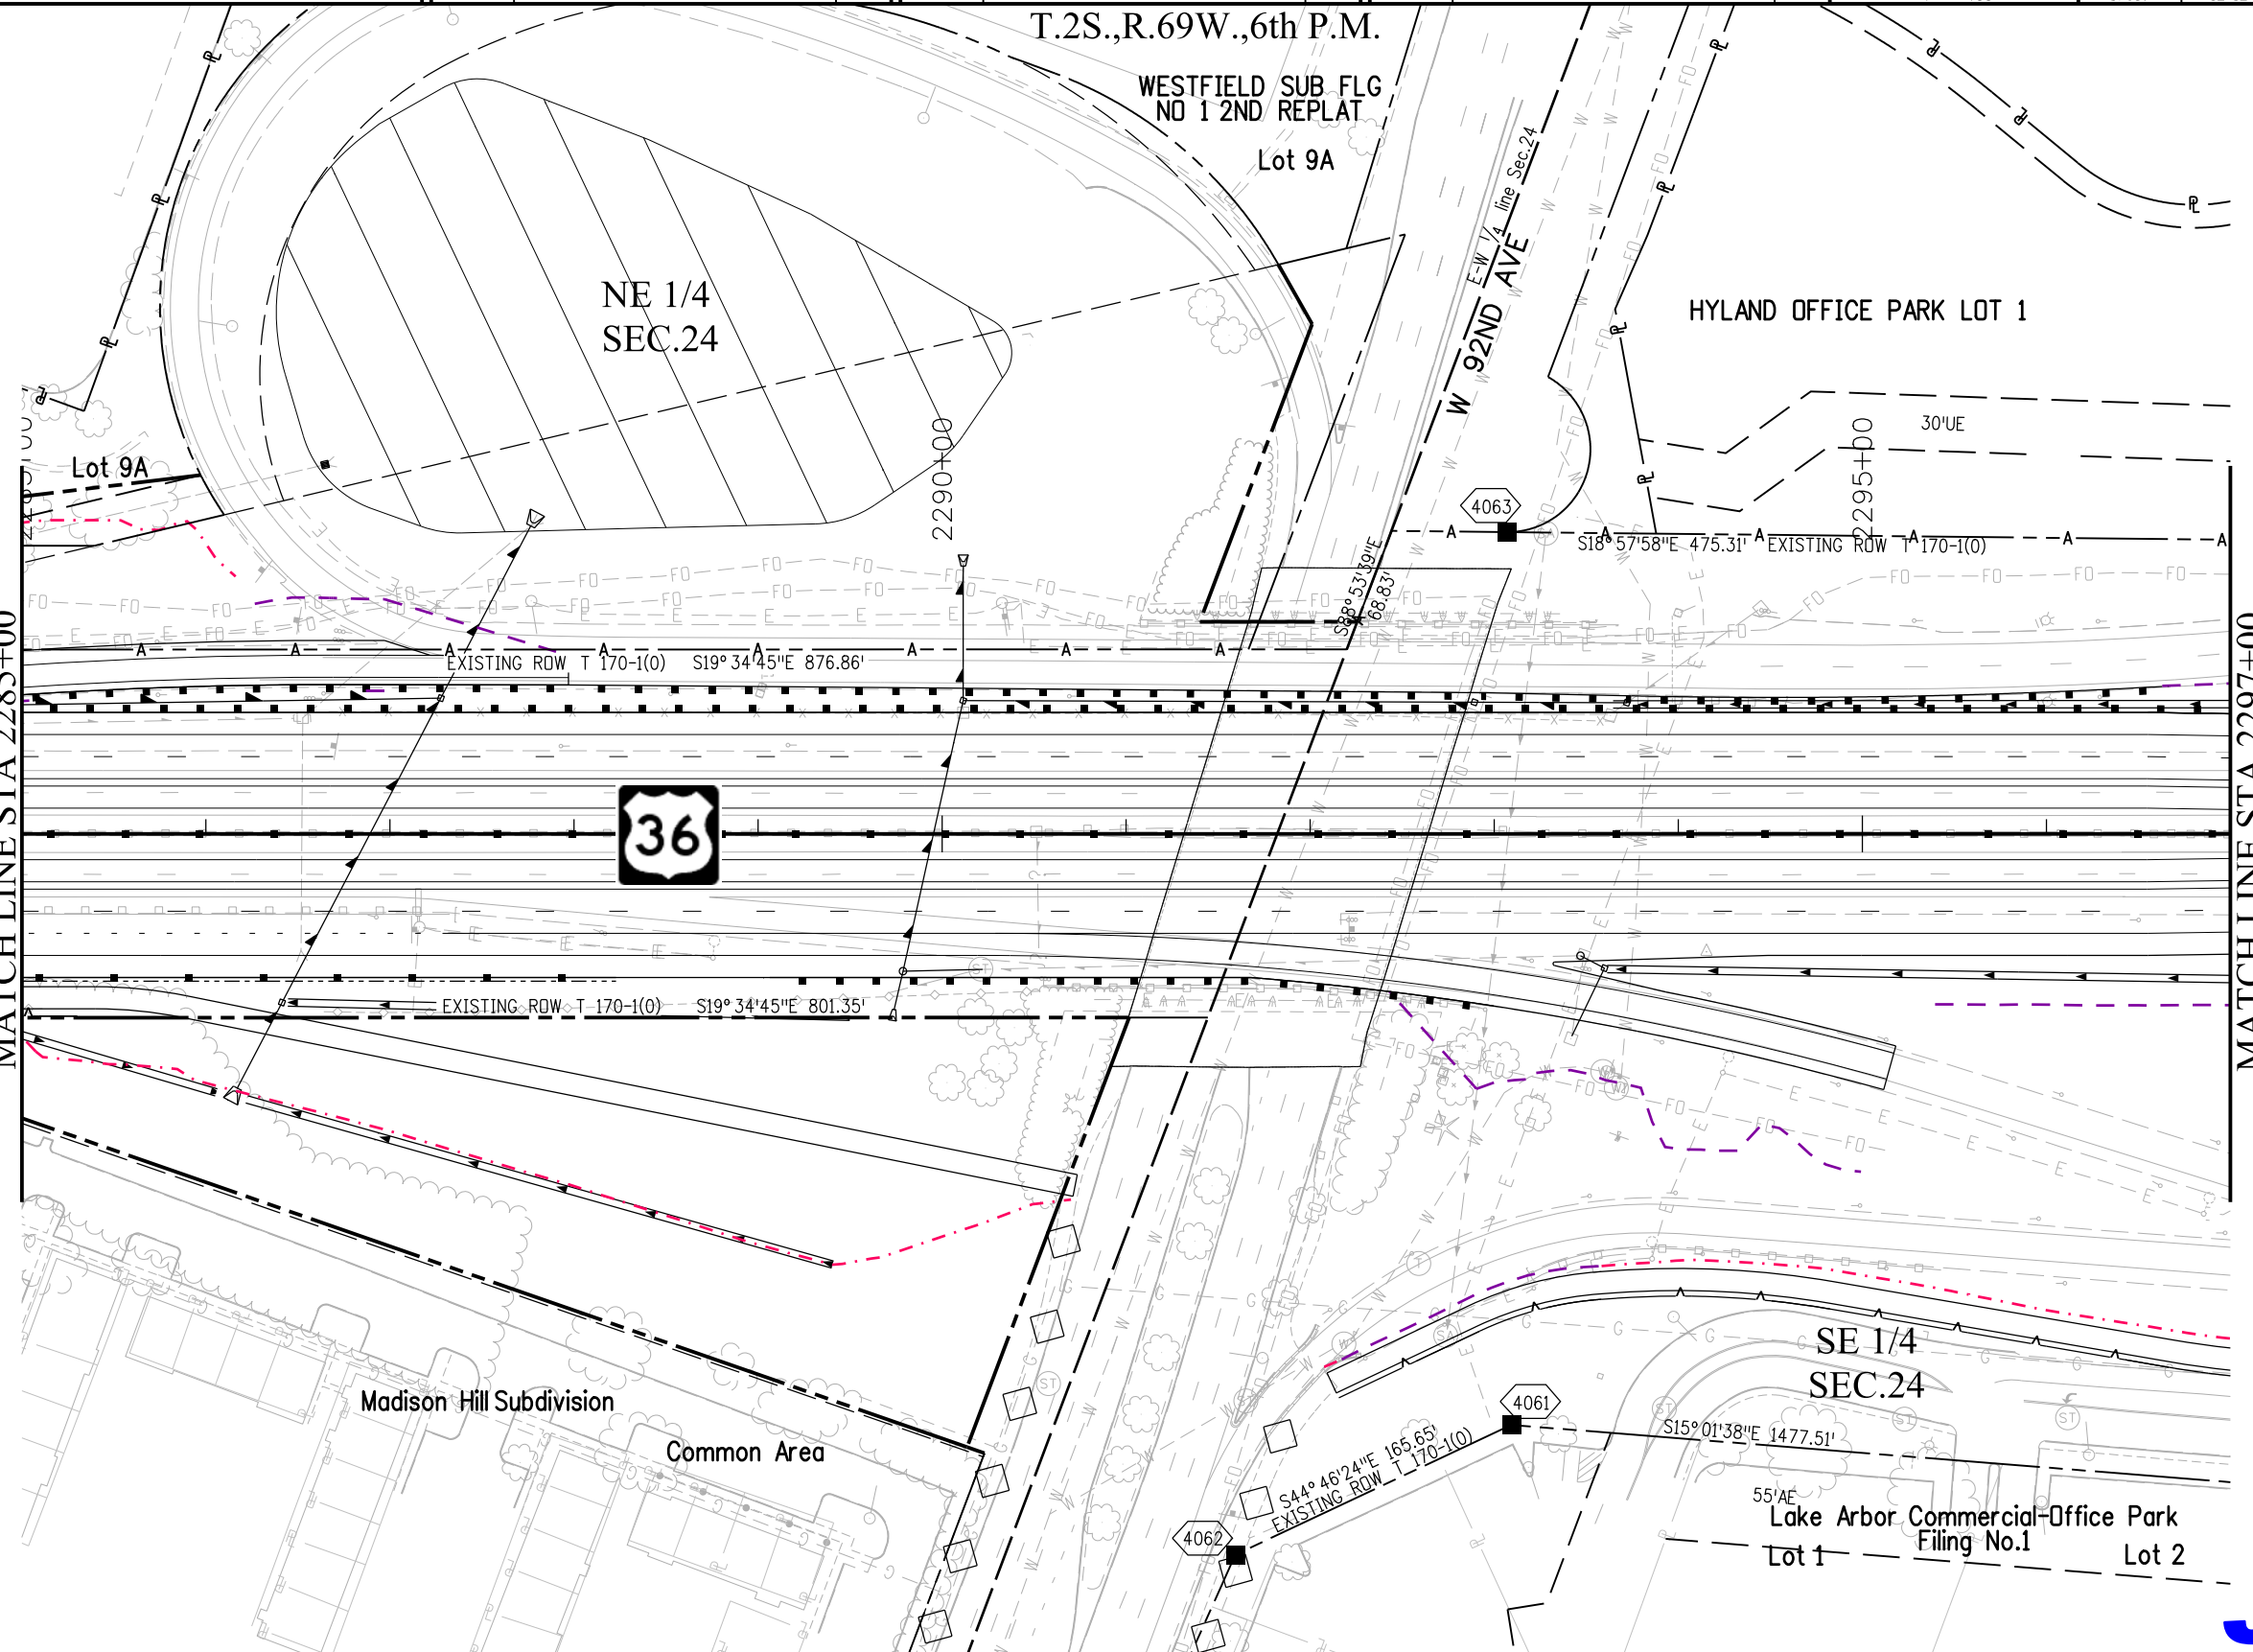 T.2S.,R.69W.,6th P.M.
WESTFIELD SUB FLG
NO 1 2ND REPLAT
Lot 9A
E-W 1/4 line Sec.24
W 92ND AVE
NE 1/4
SEC.24
HYLAND OFFICE PARK LOT 1
30'UE
Lot 9A
2290+00
2295+00
4063
S18°57'58"E 475.31' EXISTING ROW T 170-1(0)
S88°53'39"E
68.83'
EXISTING ROW T 170-1(0) S19°34'45"E 876.86'
MATCH LINE STA 2285+00
MATCH LINE STA 2297+00
36
EXISTING ROW T 170-1(0) S19°34'45"E 801.35'
SE 1/4
SEC.24
Madison Hill Subdivision
Common Area
4061
S15°01'38"E 1477.51'
S44°46'24"E 165.65'
EXISTING ROW T 170-1(0)
4062
55'AE
Lake Arbor Commercial-Office Park
Filing No.1
Lot 1
Lot 2